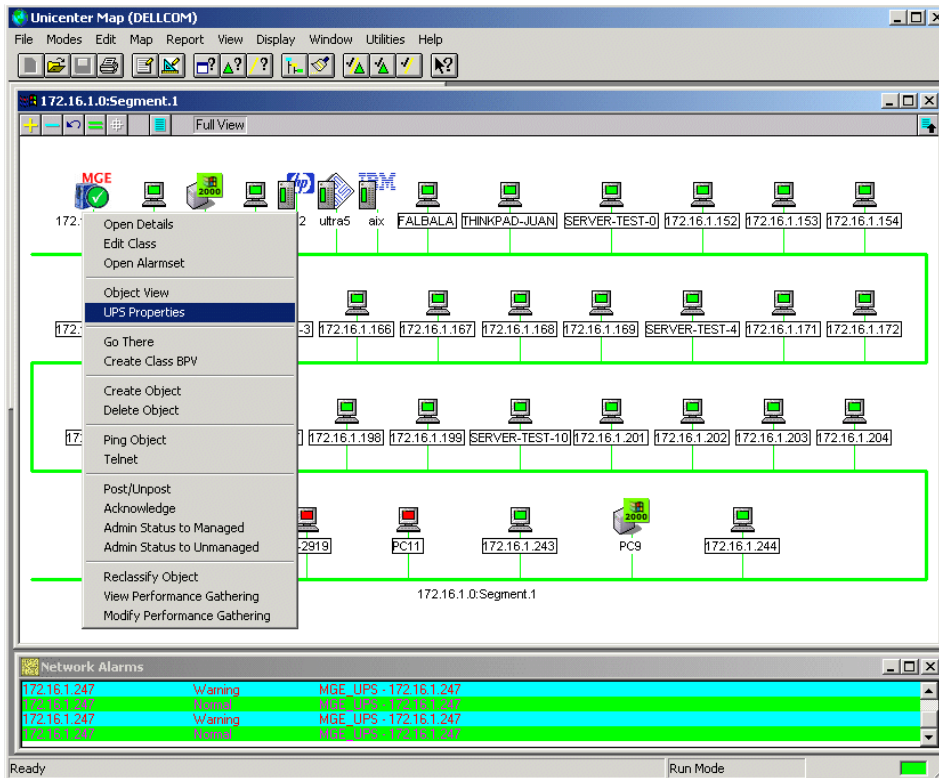 Unicenter Map (DELLCOM)
File Modes Edit Map Report View Display Window Utilities Help
172.16.1.0:Segment.1
Full View
MGE
2000
hp
IBM
172.
2 ultra5 aix FALBALA THINKPAD-JUAN SERVER-TEST-0 172.16.1.152 172.16.1.153 172.16.1.154
Open Details
Edit Class
Open Alarmset
Object View
UPS Properties
Go There
Create Class BPV
Create Object
Delete Object
Ping Object
Telnet
Post/Unpost
Acknowledge
Admin Status to Managed
Admin Status to Unmanaged
Reclassify Object
View Performance Gathering
Modify Performance Gathering
172. -3 172.16.1.166 172.16.1.167 172.16.1.168 172.16.1.169 SERVER-TEST-4 172.16.1.171 172.16.1.172
17 172.16.1.198 172.16.1.199 SERVER-TEST-10 172.16.1.201 172.16.1.202 172.16.1.203 172.16.1.204
2000
-2919 PC11 172.16.1.243 PC9 172.16.1.244
172.16.1.0:Segment.1
Network Alarms
172.16.1.247 Warning MGE_UPS - 172.16.1.247
172.16.1.247 Normal MGE_UPS - 172.16.1.247
172.16.1.247 Warning MGE_UPS - 172.16.1.247
172.16.1.247 Normal MGE_UPS - 172.16.1.247
Ready Run Mode